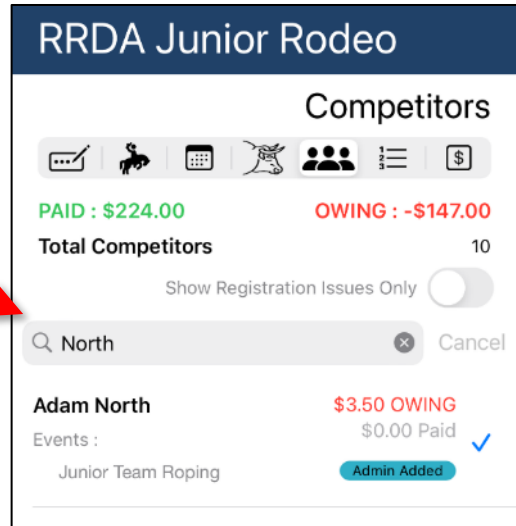 RRDA Junior Rodeo
Competitors
PAID : $224.00 OWING : -$147.00
Total Competitors 10
Show Registration Issues Only
North Cancel
Adam North $3.50 OWING
Events : $0.00 Paid
Junior Team Roping Admin Added